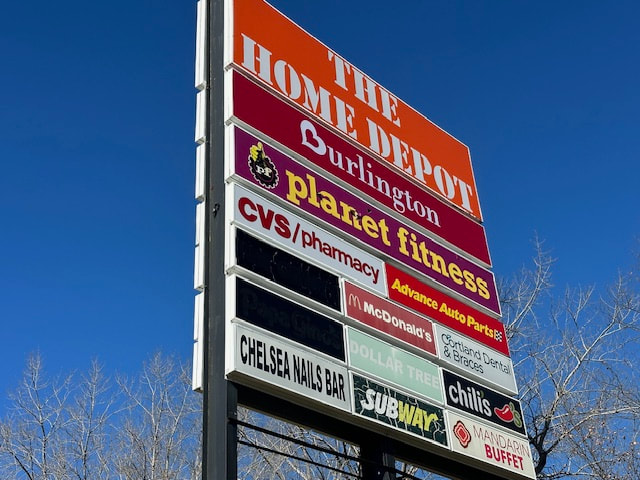 THE
HOME DEPOT
Burlington
PF
planet fitness
CVS/pharmacy
Advance Auto Parts
McDonald's
Cortland Dental
& Braces
DOLLAR TREE
chili's
CHELSEA NAILS BAR
SUBWAY
MANDARIN
BUFFET